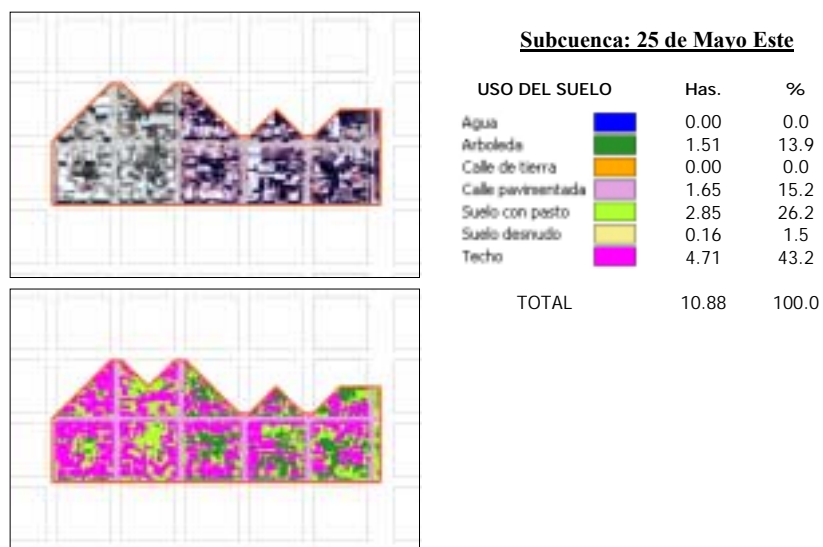 Subcuenca: 25 de Mayo Este
USO DEL SUELO Has. %
Agua 0.00 0.0
Arboleda 1.51 13.9
Calle de tierra 0.00 0.0
Calle pavimentada 1.65 15.2
Suelo con pasto 2.85 26.2
Suelo desnudo 0.16 1.5
Techo 4.71 43.2
TOTAL 10.88 100.0